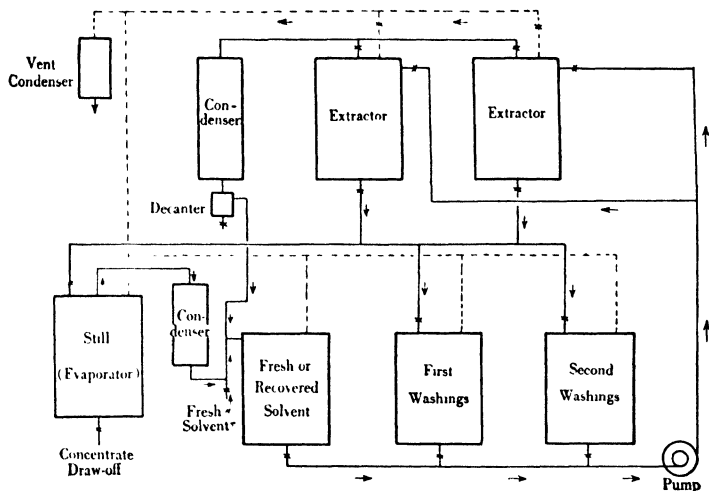 Vent
Condenser
Con-
denser
Extractor
Extractor
Decanter
Still
(Evaporator)
Con-
denser
Fresh or
Recovered
Solvent
First
Washings
Second
Washings
Fresh
Solvent
Concentrate
Draw-off
Pump